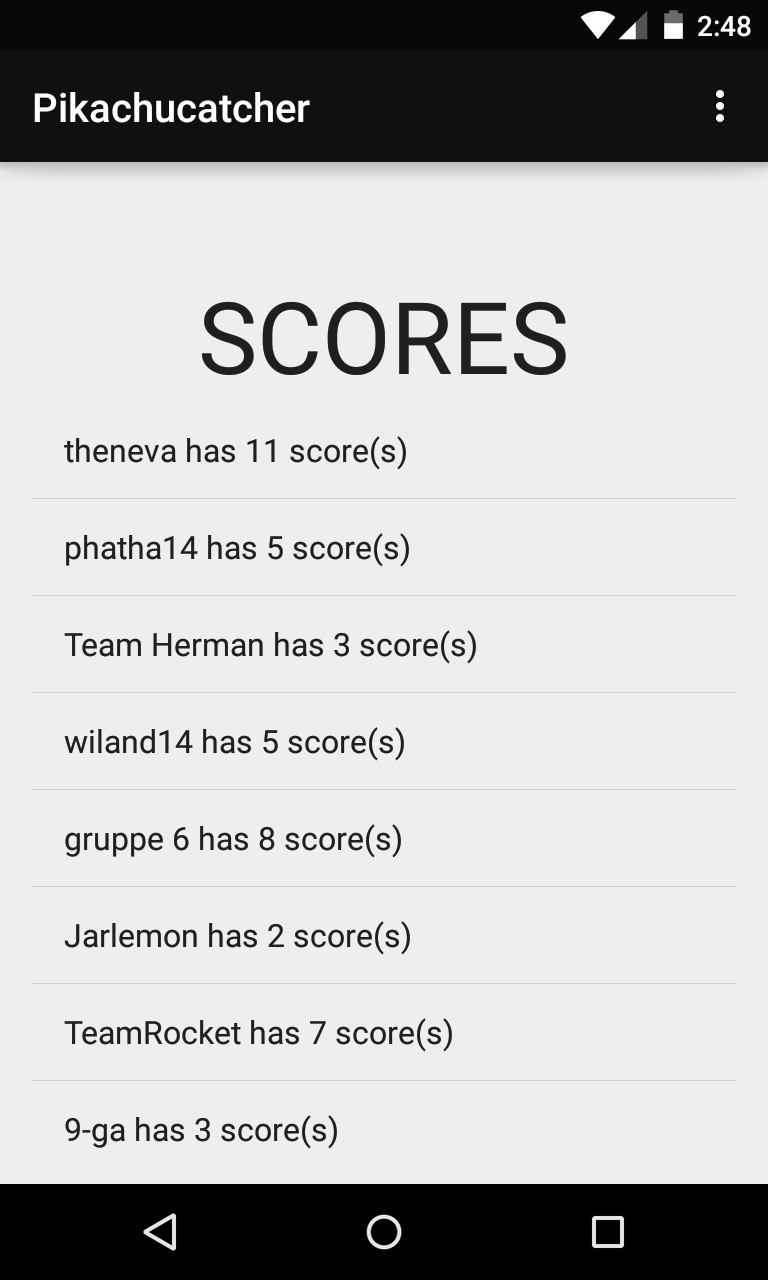 2:48
Pikachucatcher
SCORES
theneva has 11 score(s)
phatha14 has 5 score(s)
Team Herman has 3 score(s)
wiland14 has 5 score(s)
gruppe 6 has 8 score(s)
Jarlemon has 2 score(s)
TeamRocket has 7 score(s)
9-ga has 3 score(s)